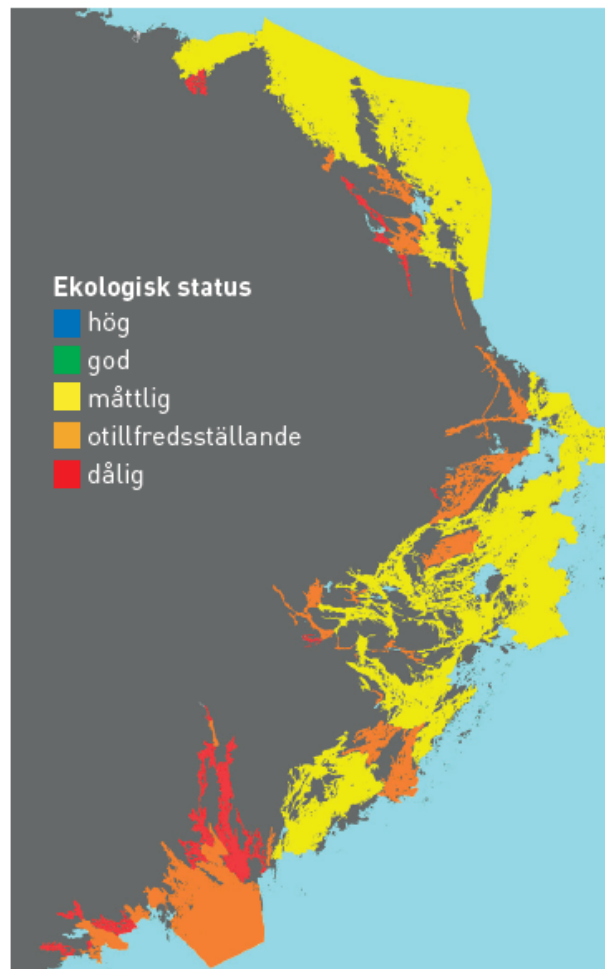 Ekologisk status
hög
god
måttlig
otillfredsställande
dålig